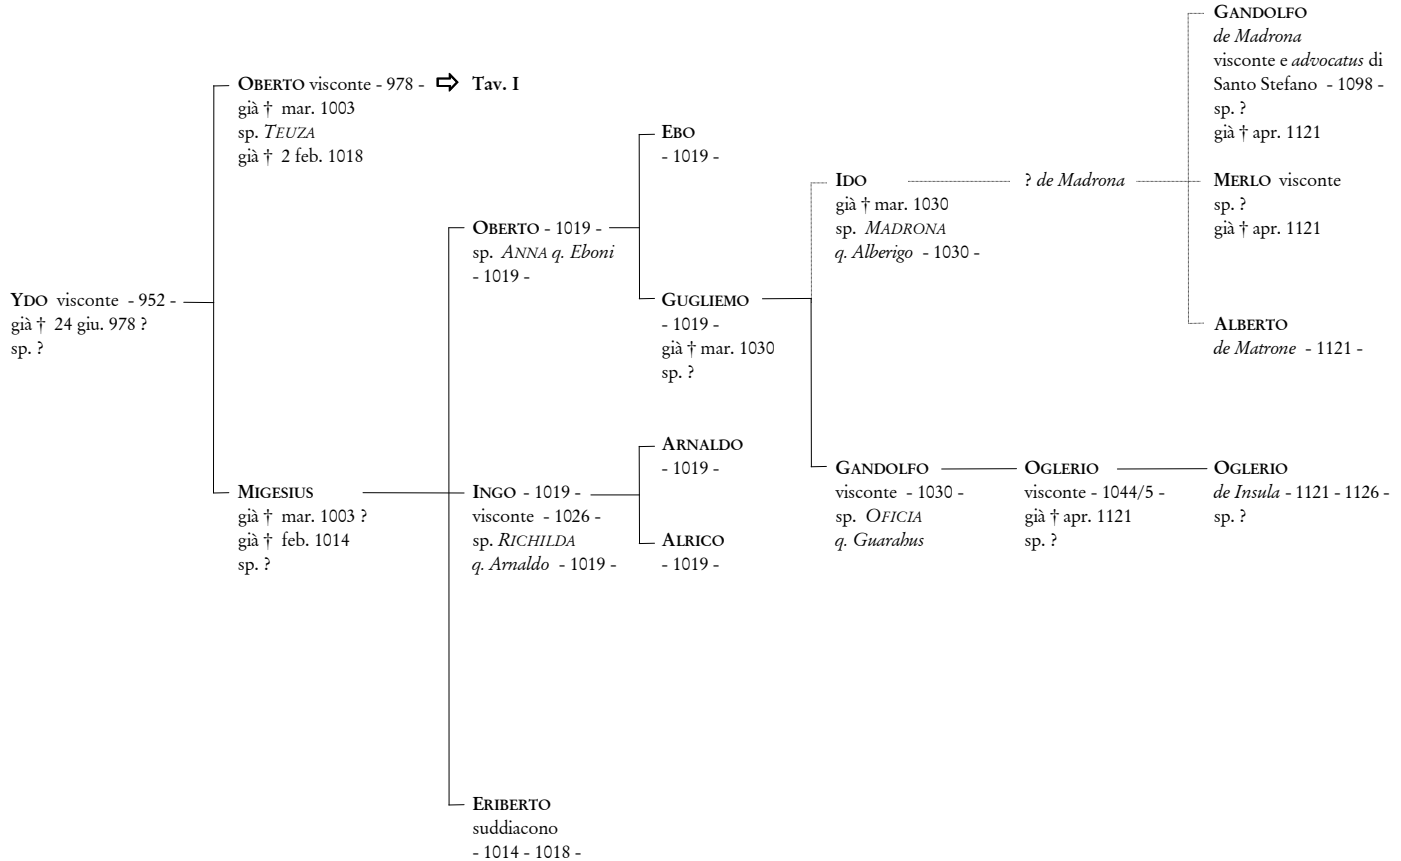 YDO visconte - 952 -
già † 24 giu. 978 ?
sp. ?
OBERTO visconte - 978 - ⇨ Tav. I
già † mar. 1003
sp. TEUZA
già † 2 feb. 1018
MIGESIUS
già † mar. 1003 ?
già † feb. 1014
sp. ?
OBERTO - 1019 -
sp. ANNA q. Eboni
- 1019 -
INGO - 1019 -
visconte - 1026 -
sp. RICHILDA
q. Arnaldo - 1019 -
ERIBERTO
suddiacono
- 1014 - 1018 -
EBO
- 1019 -
GUGLIEMO
- 1019 -
già † mar. 1030
sp. ?
ARNALDO
- 1019 -
ALRICO
- 1019 -
IDO
già † mar. 1030
sp. MADRONA
q. Alberigo - 1030 -
GANDOLFO
visconte - 1030 -
sp. OFICIA
q. Guarahus
? de Madrona
OGLERIO
visconte - 1044/5 -
già † apr. 1121
sp. ?
GANDOLFO
de Madrona
visconte e advocatus di
Santo Stefano - 1098 -
sp. ?
già † apr. 1121
MERLO visconte
sp. ?
già † apr. 1121
ALBERTO
de Matrone - 1121 -
OGLERIO
de Insula - 1121 - 1126 -
sp. ?